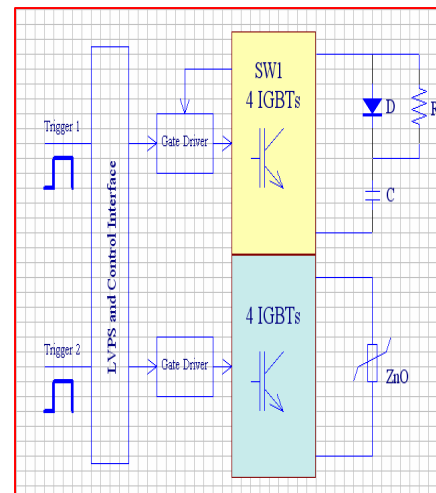 SW1
4 IGBTs
D
R
Trigger 1
Gate Driver
C
LVPS and Control Interface
4 IGBTs
Trigger 2
Gate Driver
ZnO